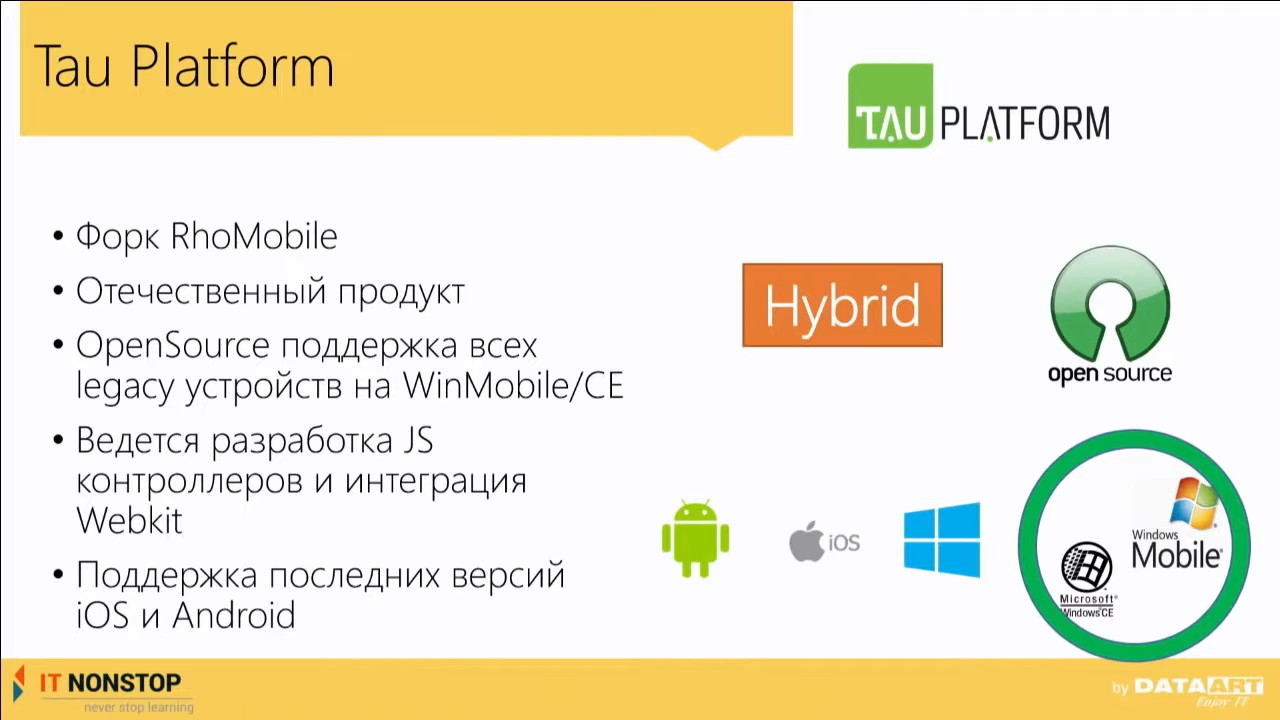 Tau Platform
TAU PLATFORM
• Форк RhoMobile
• Отечественный продукт
• OpenSource поддержка всех
legacy устройств на WinMobile/CE
• Ведется разработка JS
контроллеров и интеграция
Webkit
• Поддержка последних версий
iOS и Android
Hybrid
open source
iOS
Windows
Mobile®
Microsoft®
Windows®CE
IT NONSTOP
never stop learning
by DATAART
Enjoy IT